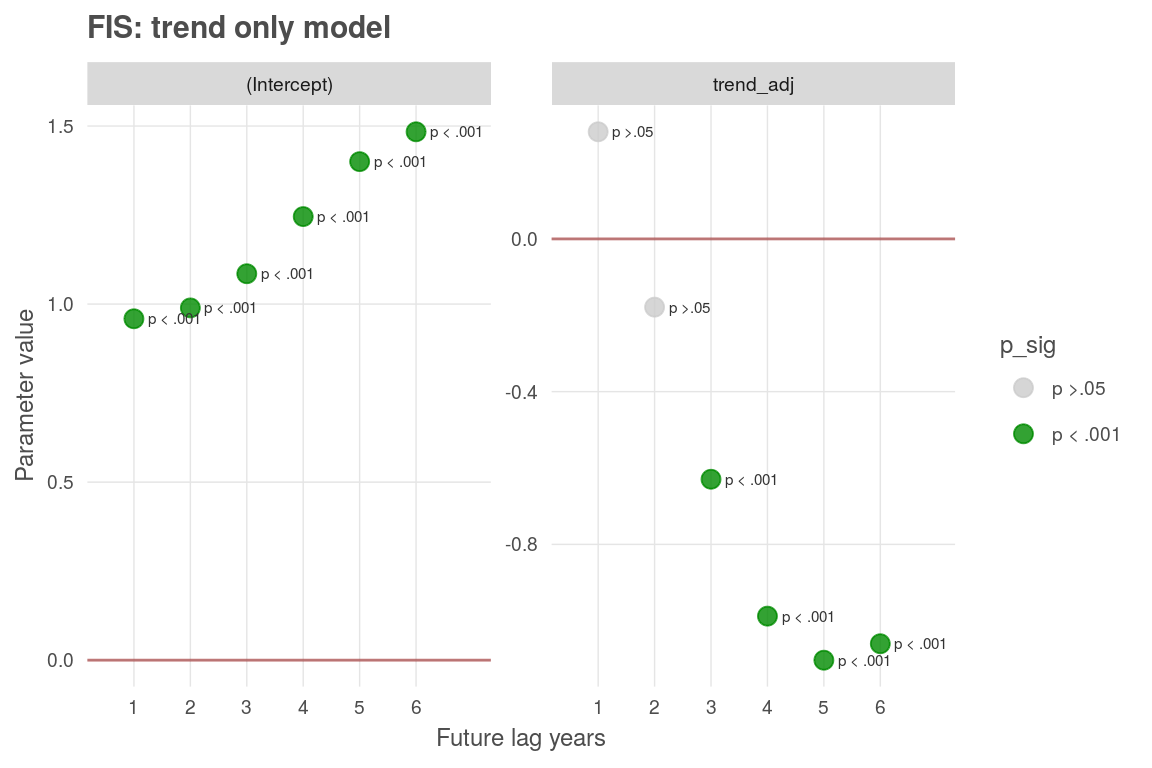 FIS: trend only model
(Intercept)
trend_adj
Parameter value
1.5
1.0
0.5
0.0
p < .001
p < .001
p < .001
p < .001
p < .001
p < .001
1 2 3 4 5 6
0.0
-0.4
-0.8
p >.05
p >.05
p < .001
p < .001
p < .001
p < .001
1 2 3 4 5 6
Future lag years
p_sig
p >.05
p < .001